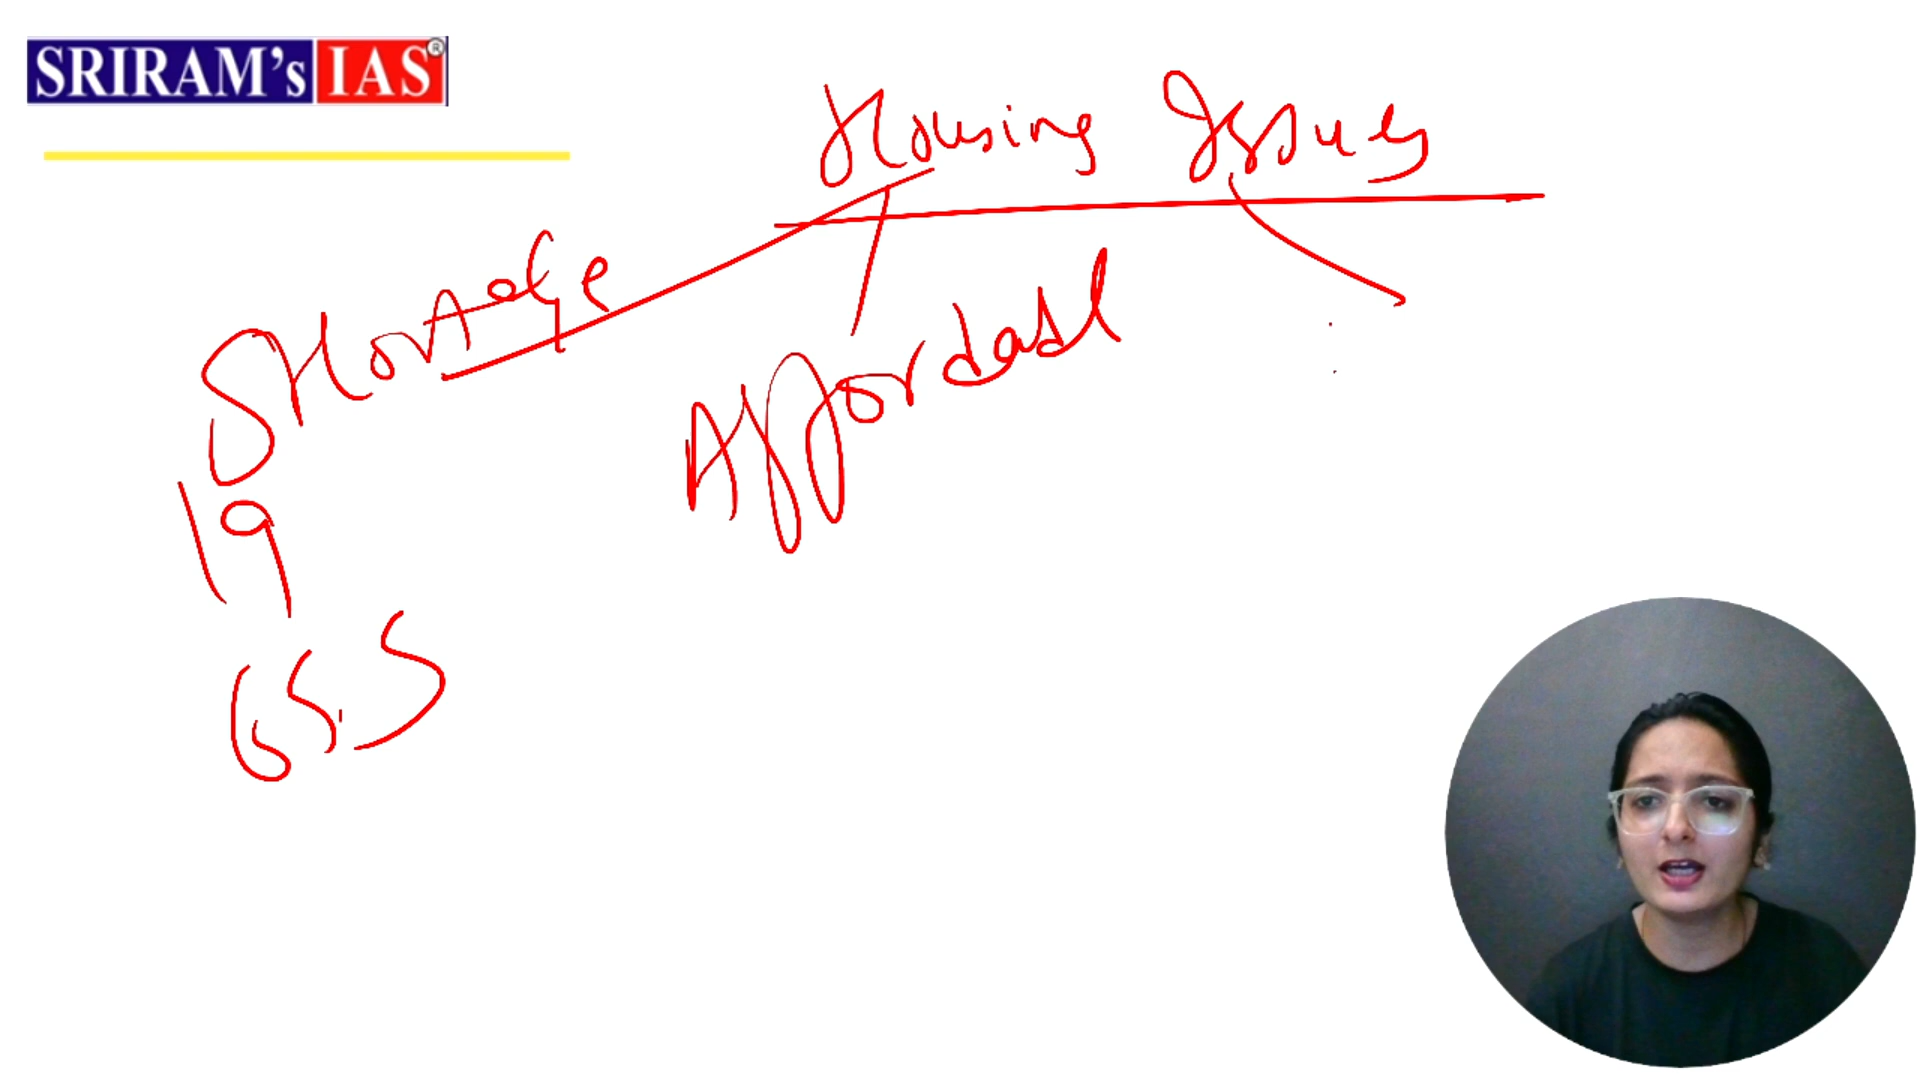 SRIRAM's IAS®
Housing Issues
SHortage
Affordabl
19
65.5